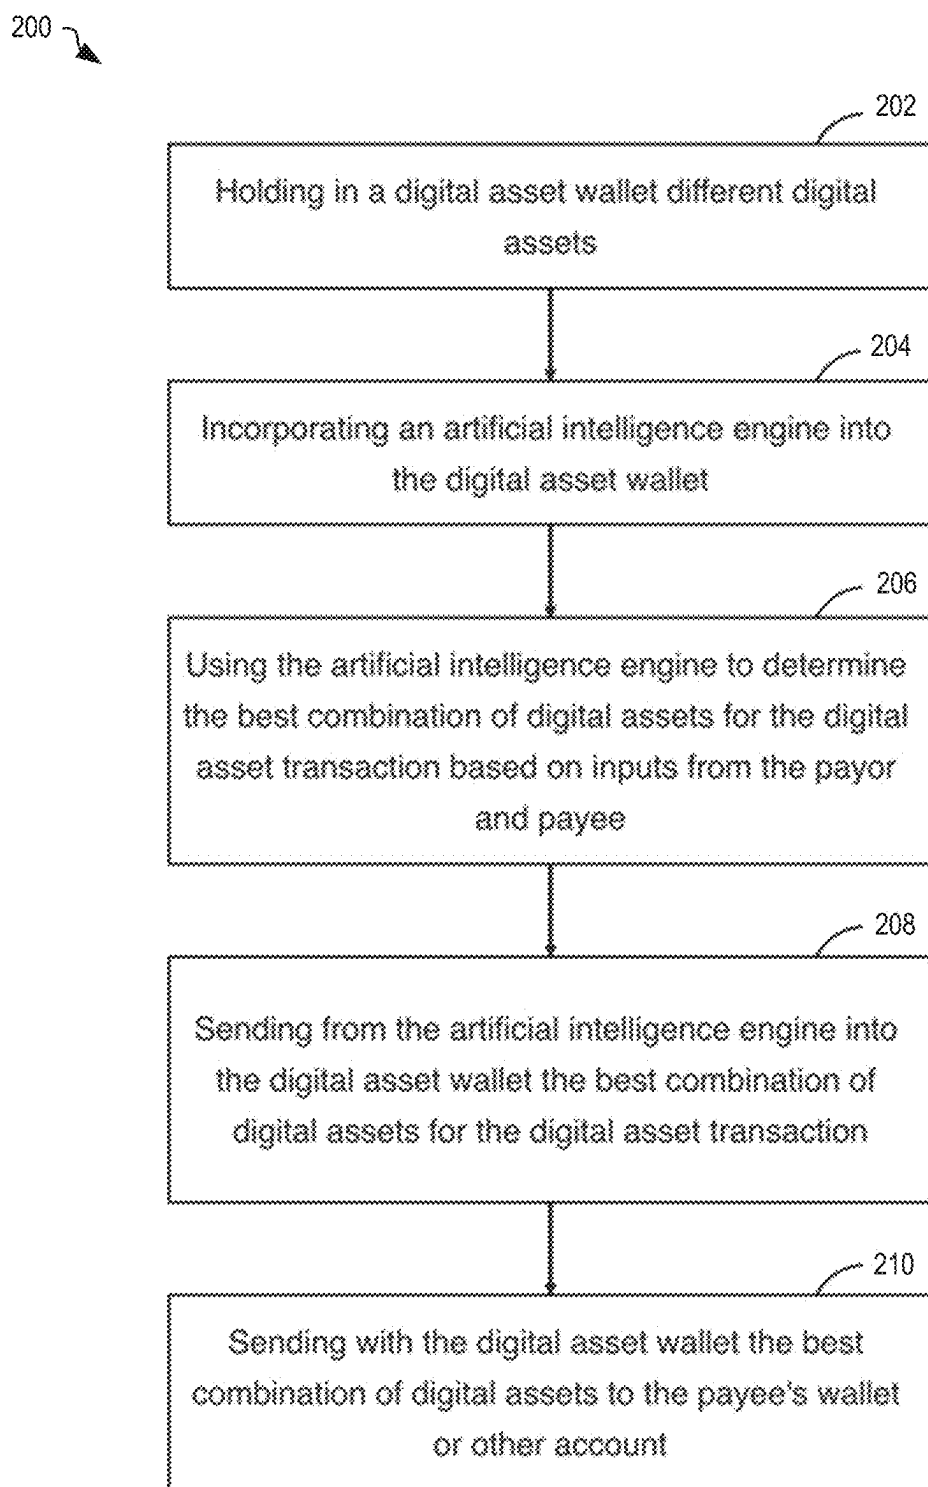 200
202
Holding in a digital asset wallet different digital
assets
204
Incorporating an artificial intelligence engine into
the digital asset wallet
206
Using the artificial intelligence engine to determine
the best combination of digital assets for the digital
asset transaction based on inputs from the payor
and payee
208
Sending from the artificial intelligence engine into
the digital asset wallet the best combination of
digital assets for the digital asset transaction
210
Sending with the digital asset wallet the best
combination of digital assets to the payee's wallet
or other account